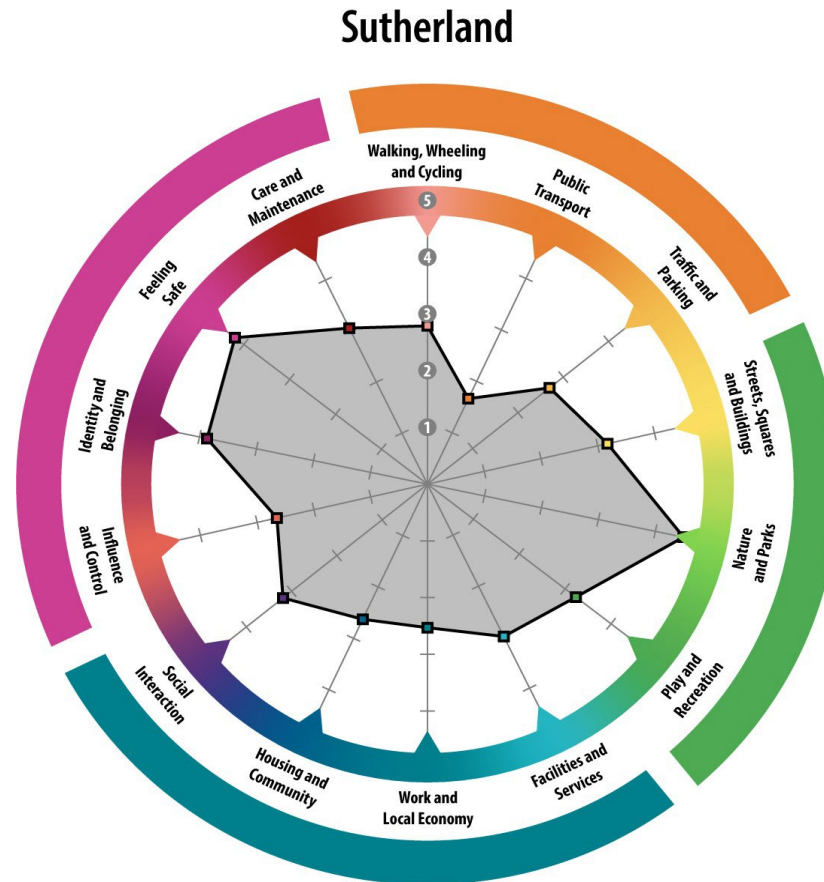 Sutherland
Walking, Wheeling
and Cycling
Public
Transport
Traffic and
Parking
Streets, Squares
and Buildings
Nature
and Parks
Play and
Recreation
Facilities and
Services
Work and
Local Economy
Housing and
Community
Social
Interaction
Influence
and Control
Identity and
Belonging
Feeling
Safe
Care and
Maintenance
5
4
3
2
1